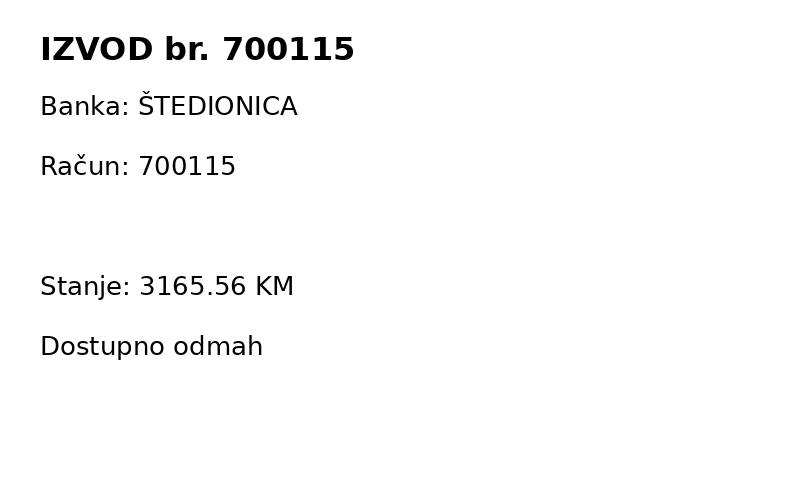 IZVOD br. 700115
Banka: ŠTEDIONICA
Račun: 700115
Stanje: 3165.56 KM
Dostupno odmah